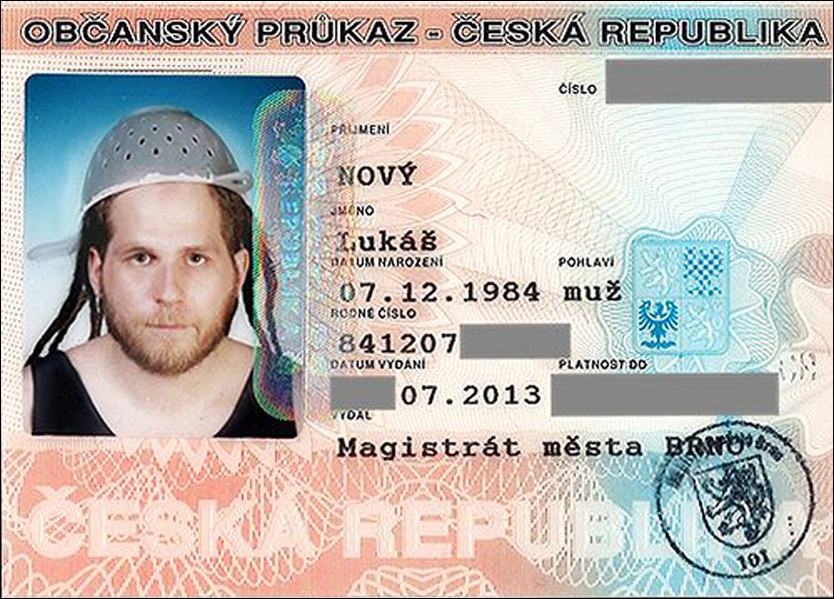 OBČANSKÝ PRŮKAZ - ČESKÁ REPUBLIKA
ČÍSLO
PŘÍJMENÍ
NOVÝ
JMÉNO
Lukáš
DATUM NAROZENÍ POHLAVÍ
07.12.1984 muž
RODNÉ ČÍSLO
841207
DATUM VYDÁNÍ PLATNOST DO
07.2013
VYDAL
Magistrát města BRNO
ČESKÁ REPUBLIKA
101